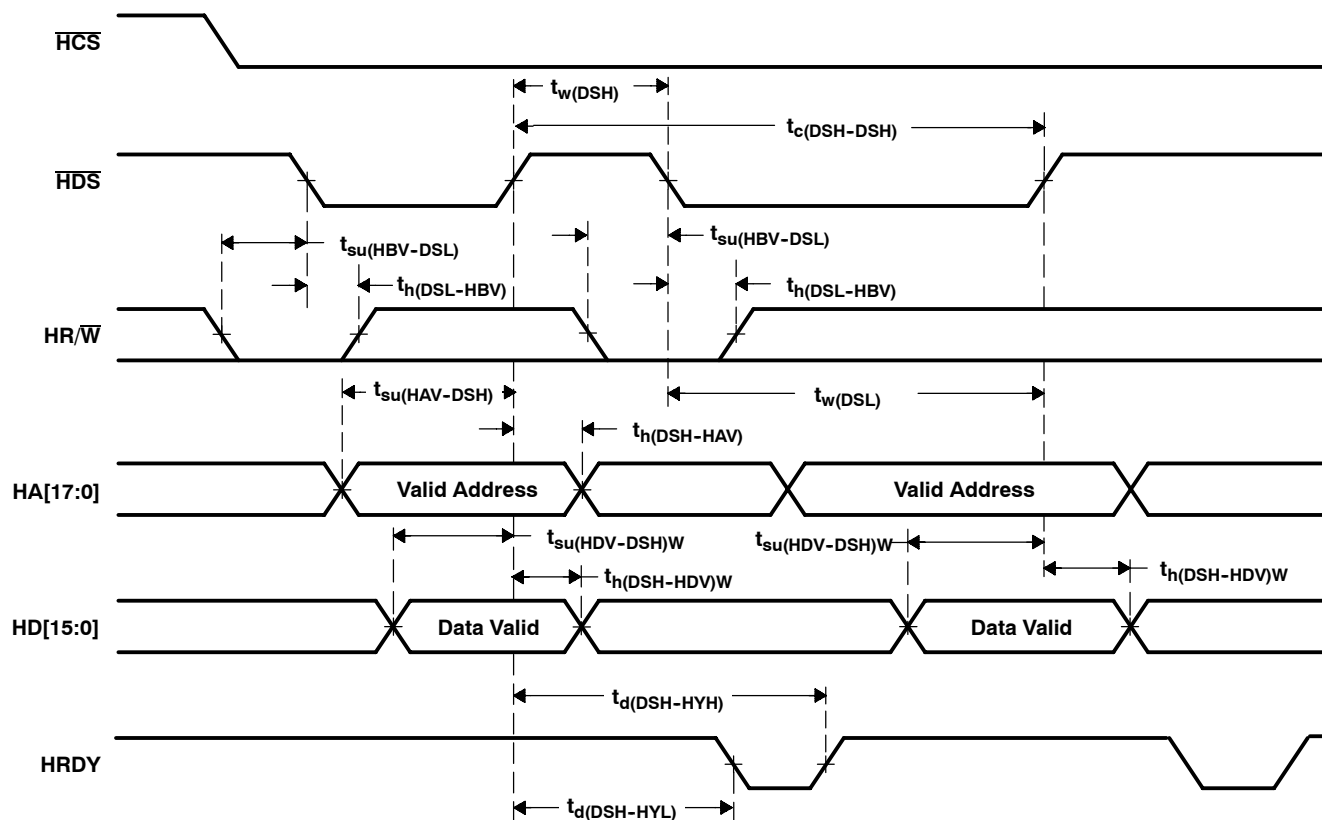 HCS
t_w(DSH)
t_c(DSH-DSH)
HDS
t_su(HBV-DSL)
t_su(HBV-DSL)
t_h(DSL-HBV)
t_h(DSL-HBV)
HR/W
t_su(HAV-DSH)
t_w(DSL)
t_h(DSH-HAV)
HA[17:0]
Valid Address
Valid Address
t_su(HDV-DSH)W
t_su(HDV-DSH)W
t_h(DSH-HDV)W
t_h(DSH-HDV)W
HD[15:0]
Data Valid
Data Valid
t_d(DSH-HYH)
HRDY
t_d(DSH-HYL)